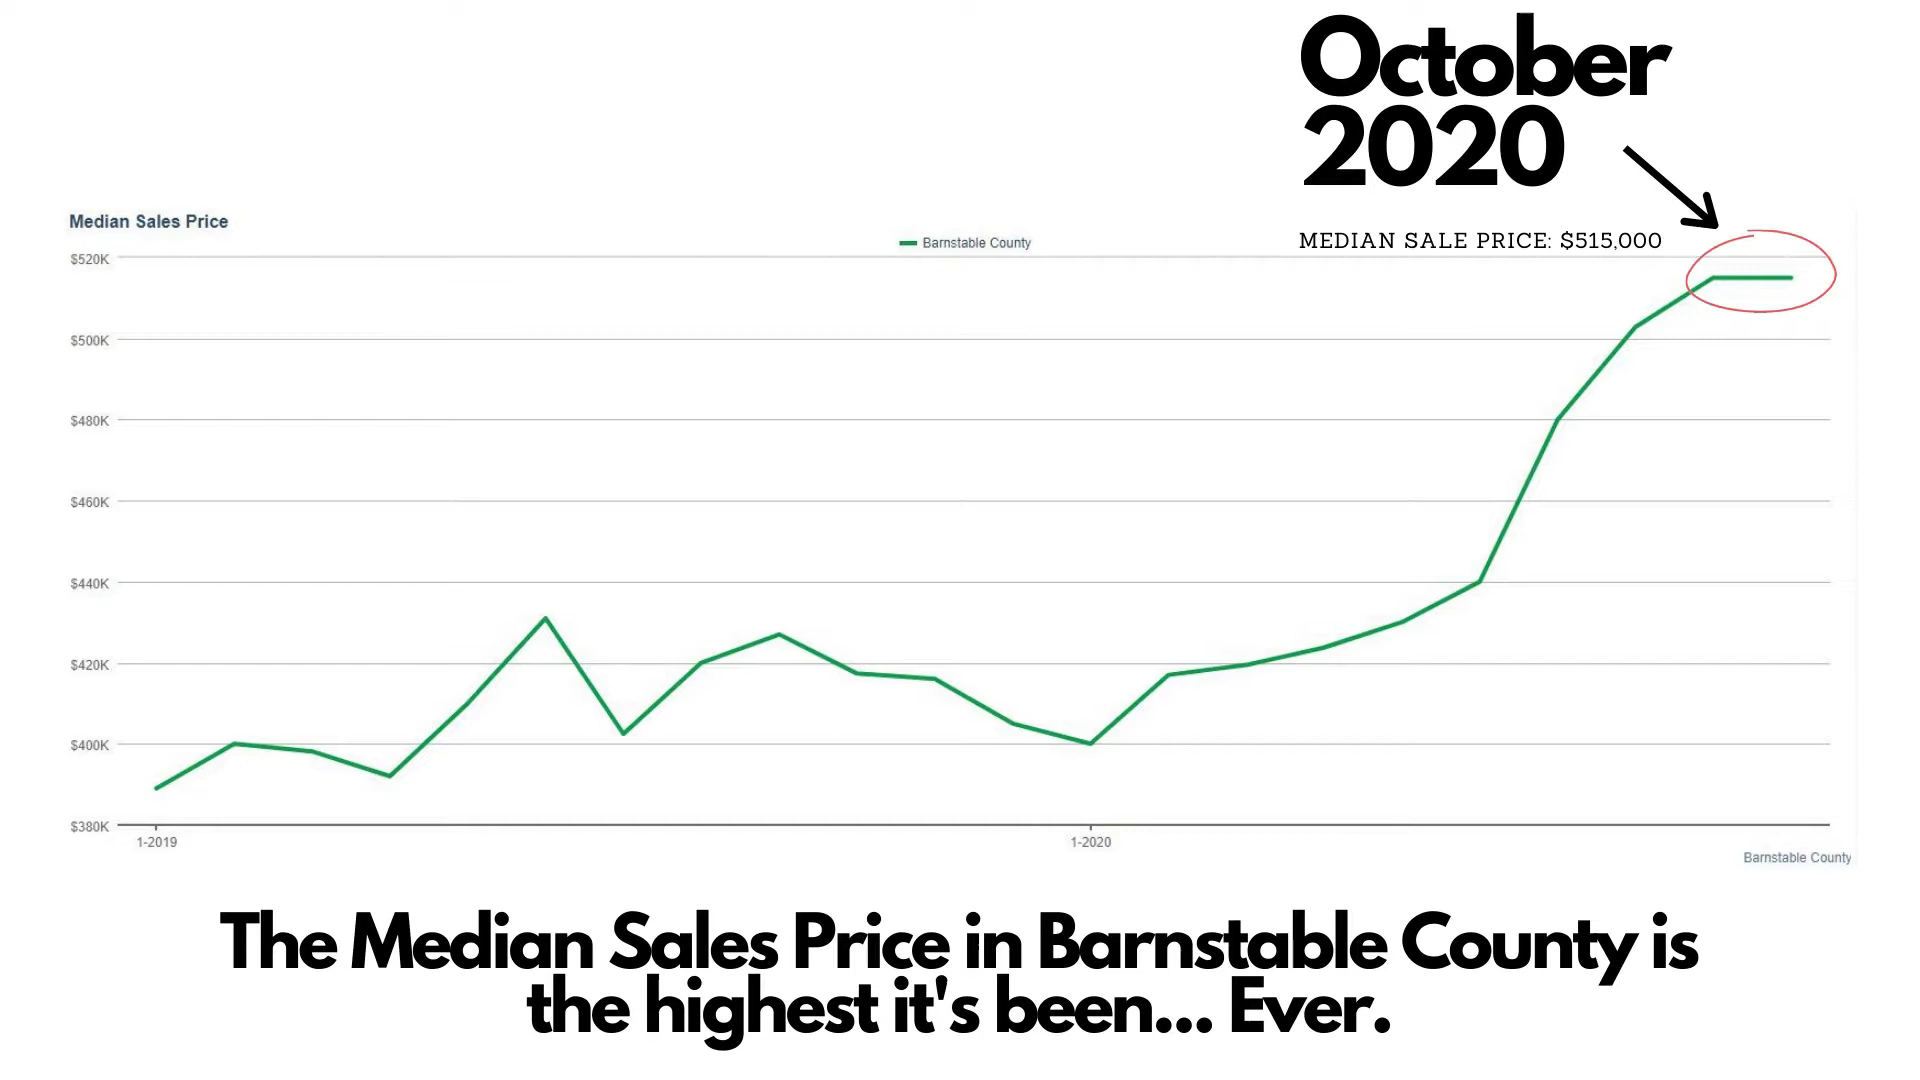 October
2020
MEDIAN SALE PRICE: $515,000
Median Sales Price
Barnstable County
$520K
$500K
$480K
$460K
$440K
$420K
$400K
$380K
1-2019
1-2020
Barnstable County
The Median Sales Price in Barnstable County is
the highest it's been... Ever.